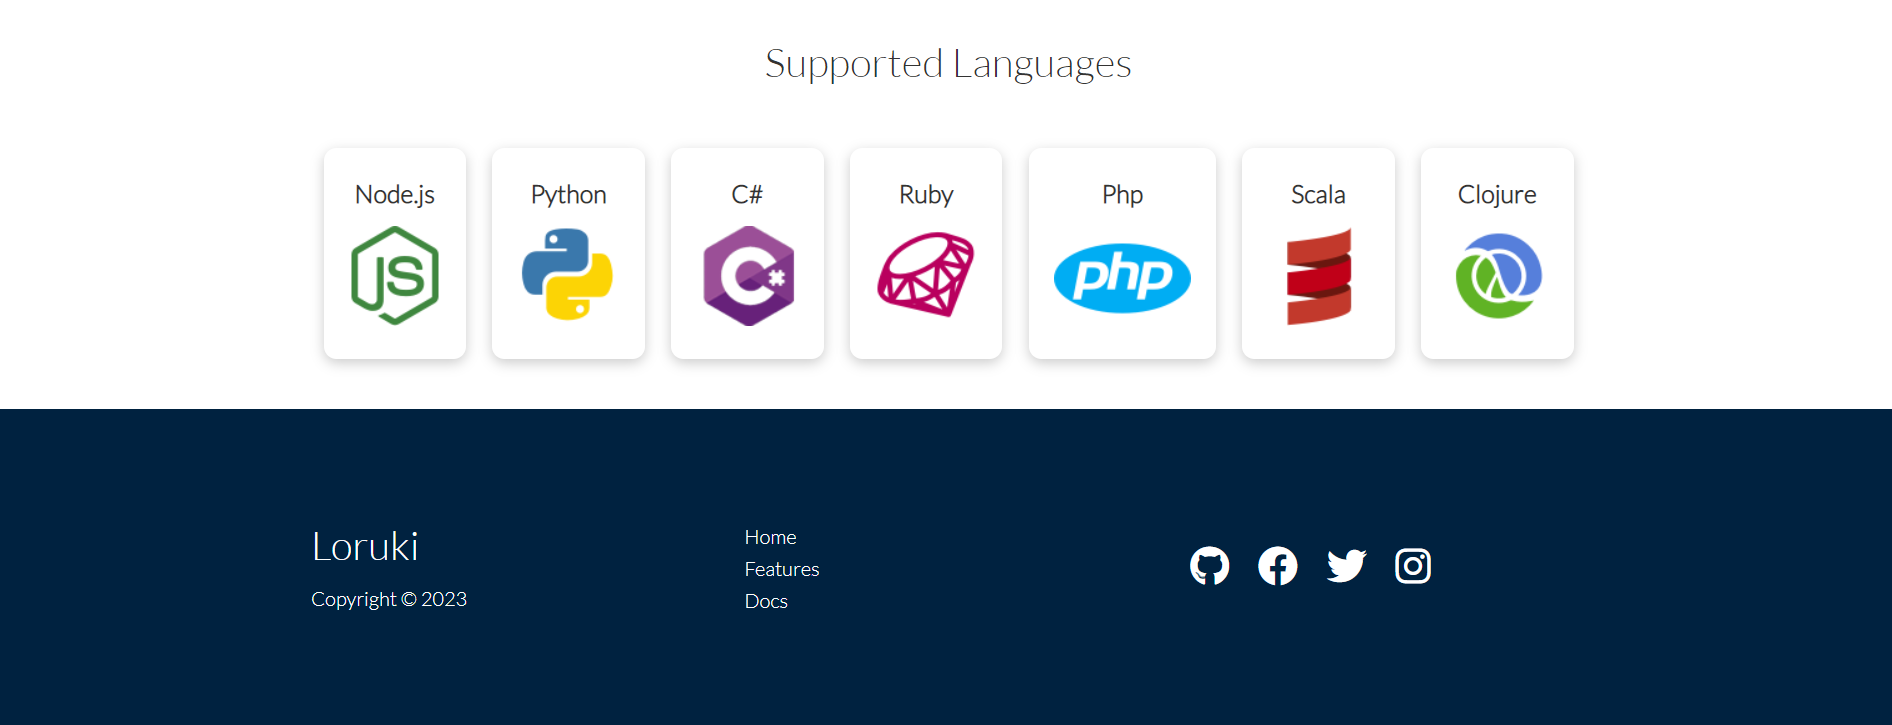 Supported Languages
Node.js
Python
C#
Ruby
Php
Scala
Clojure
JS
C#
php
Loruki
Copyright © 2023
Home
Features
Docs